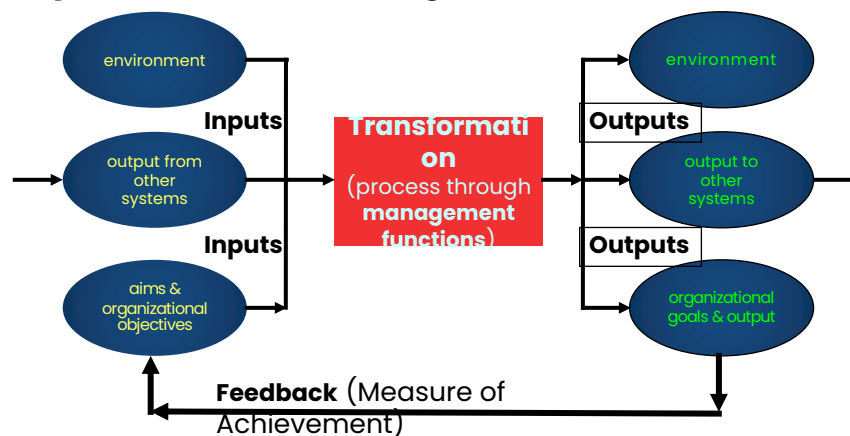 environment
environment
Inputs
Transformati
on
(process through
management
functions)
Outputs
output from
other
systems
output to
other
systems
Inputs
Outputs
aims &
organizational
objectives
organizational
goals & output
Feedback (Measure of
Achievement)